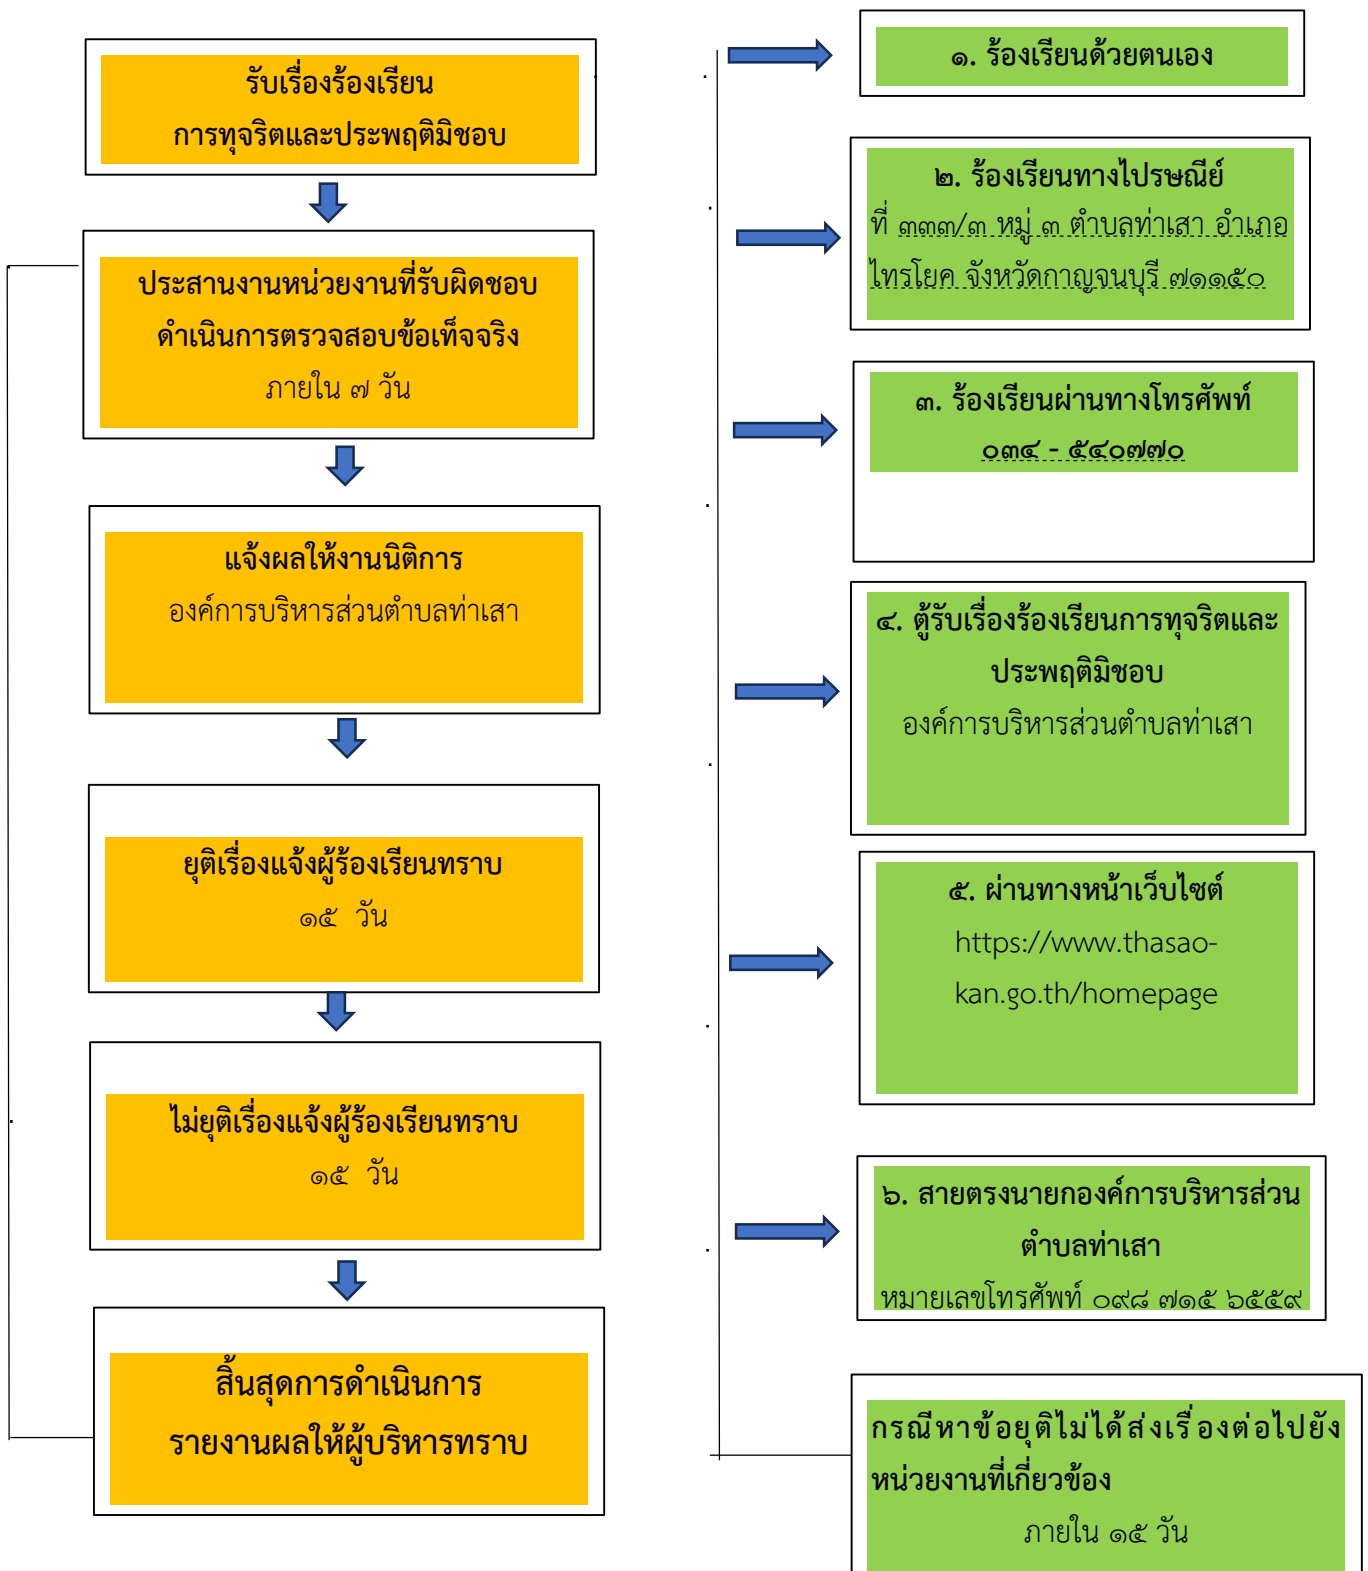 รับเรื่องร้องเรียน
การทุจริตและประพฤติมิชอบ
ประสานงานหน่วยงานที่รับผิดชอบ
ดำเนินการตรวจสอบข้อเท็จจริง
ภายใน ๗ วัน
แจ้งผลให้งานนิติการ
องค์การบริหารส่วนตำบลท่าเสา
ยุติเรื่องแจ้งผู้ร้องเรียนทราบ
๑๕ วัน
ไม่ยุติเรื่องแจ้งผู้ร้องเรียนทราบ
๑๕ วัน
สิ้นสุดการดำเนินการ
รายงานผลให้ผู้บริหารทราบ
๑. ร้องเรียนด้วยตนเอง
๒. ร้องเรียนทางไปรษณีย์
ที่ ๓๓๓/๓ หมู่ ๓ ตำบลท่าเสา อำเภอ
ไทรโยค จังหวัดกาญจนบุรี ๗๑๑๕๐
๓. ร้องเรียนผ่านทางโทรศัพท์
๐๓๔ - ๕๔๐๗๗๐
๔. ตู้รับเรื่องร้องเรียนการทุจริตและ
ประพฤติมิชอบ
องค์การบริหารส่วนตำบลท่าเสา
๕. ผ่านทางหน้าเว็บไซต์
https://www.thasao-
kan.go.th/homepage
๖. สายตรงนายกองค์การบริหารส่วน
ตำบลท่าเสา
หมายเลขโทรศัพท์ ๐๙๘ ๗๑๕ ๖๕๕๙
กรณีหาข้อยุติไม่ได้ส่งเรื่องต่อไปยัง
หน่วยงานที่เกี่ยวข้อง
ภายใน ๑๕ วัน